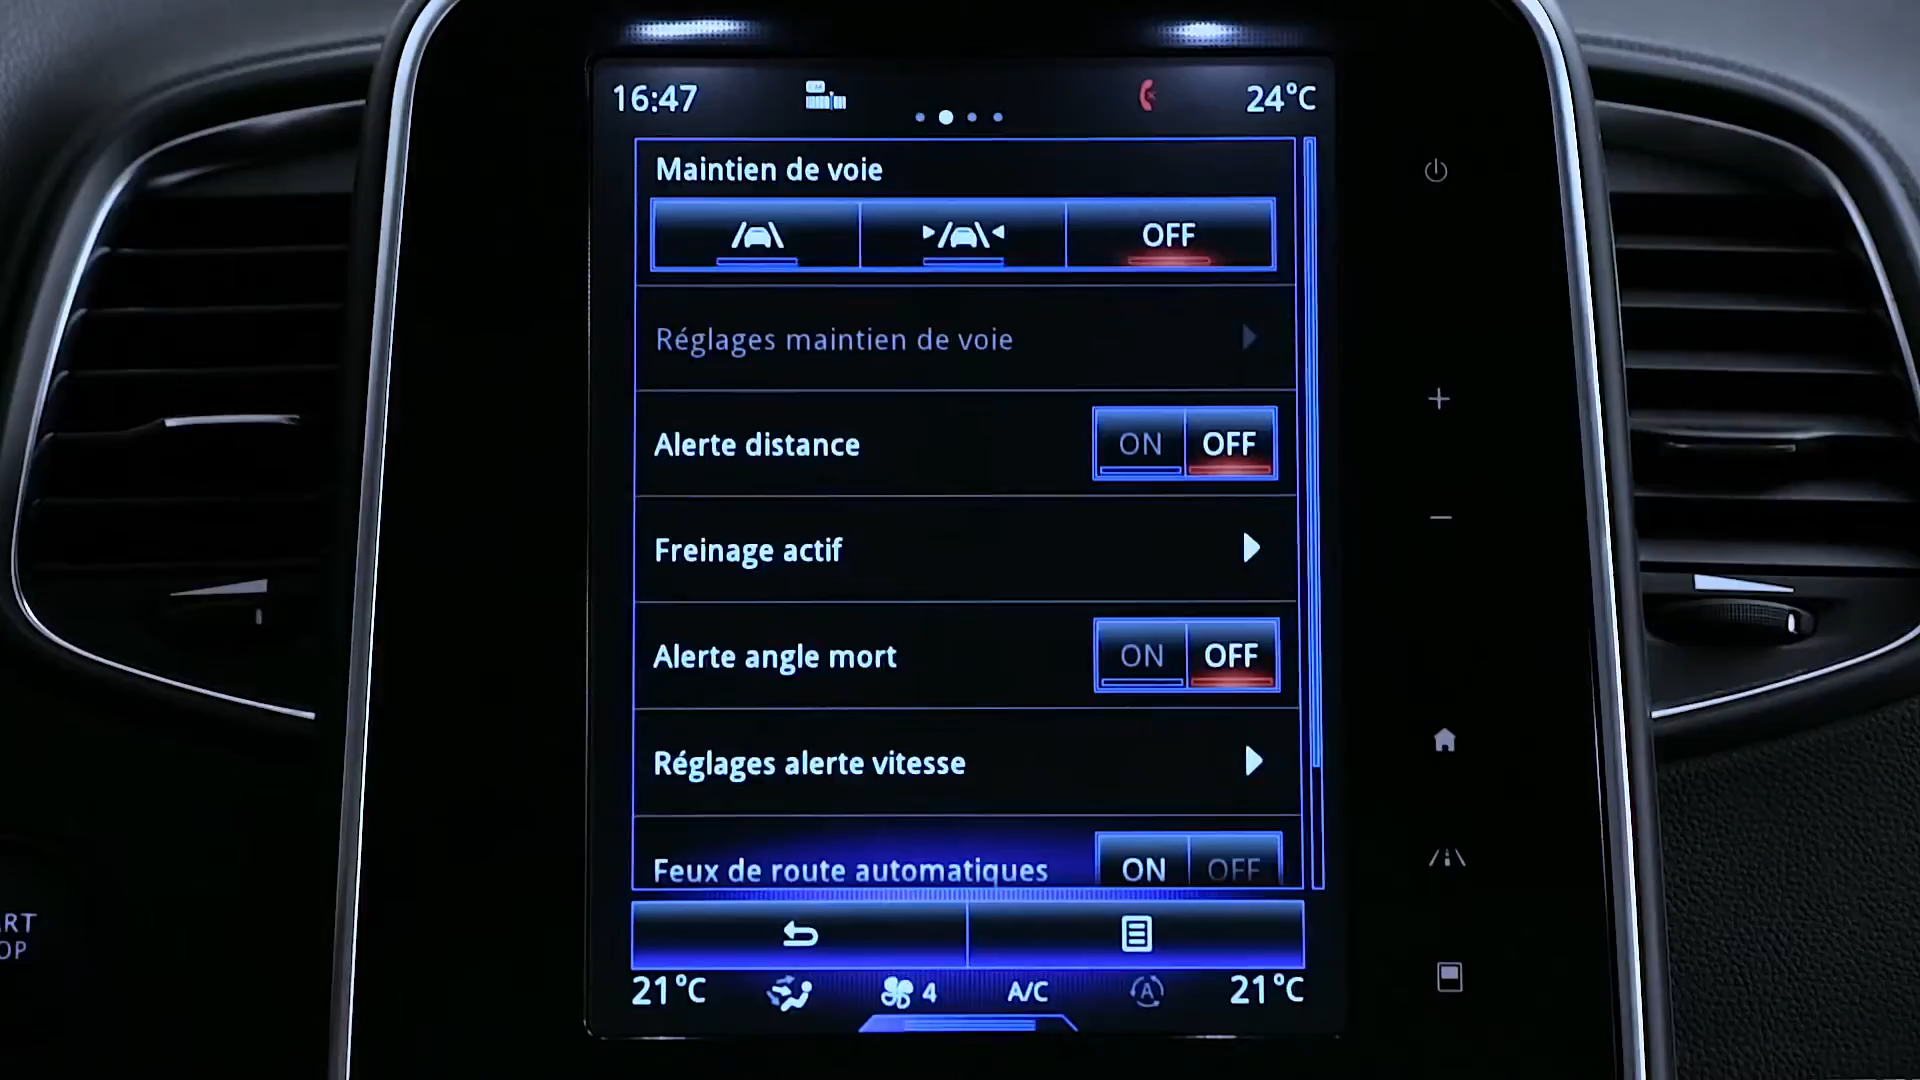 16:47
24°C
Maintien de voie
OFF
Réglages maintien de voie
Alerte distance ON OFF
Freinage actif
Alerte angle mort ON OFF
Réglages alerte vitesse
Feux de route automatiques ON OFF
RT
OP
21°C 4 A/C A 21°C